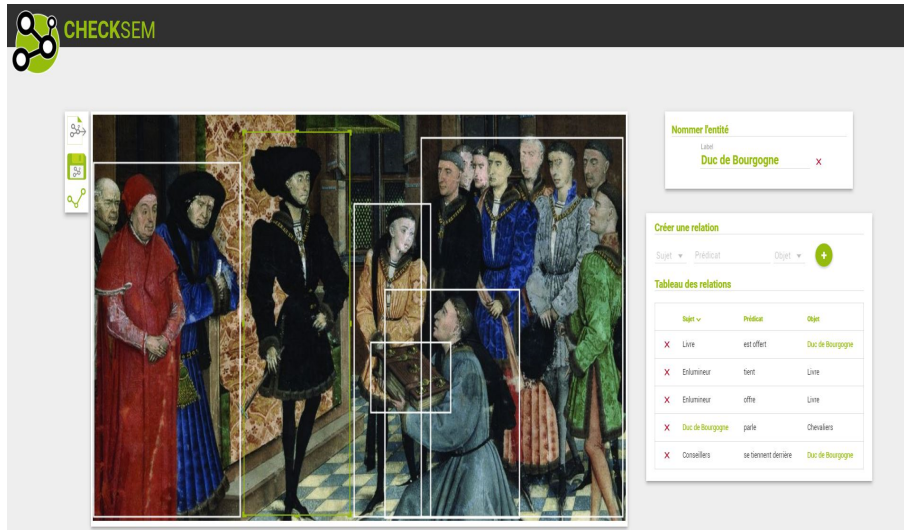 CHECKSEM
Nommer l'entité
Label
Duc de Bourgogne x
Créer une relation
Sujet Prédicat Objet +
Tableau des relations
Sujet Prédicat Objet
x Livre est offert Duc de Bourgogne
x Enlumineur tient Livre
x Enlumineur offre Livre
x Duc de Bourgogne parle Chevaliers
x Conseillers se tiennent derrière Duc de Bourgogne